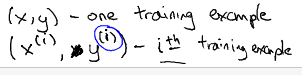 (x,y) - one training example
(x^(i), y^(i)) - i^th training example